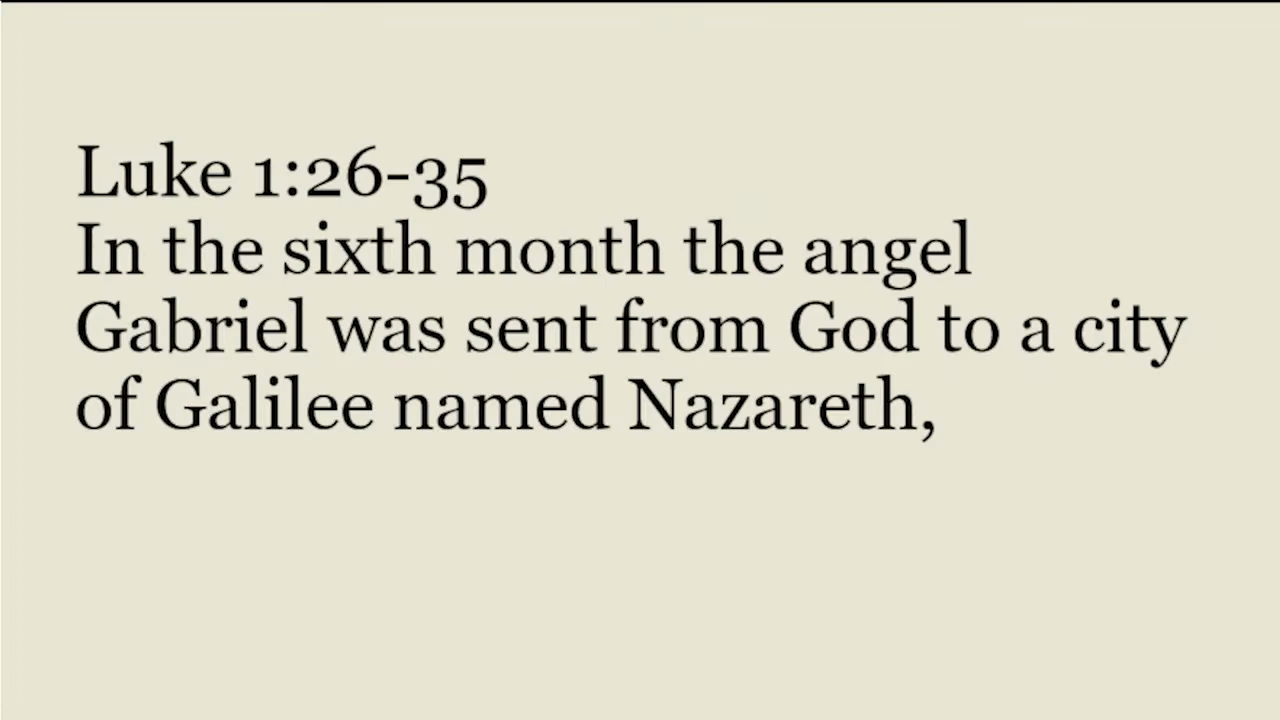 Luke 1:26-35
In the sixth month the angel
Gabriel was sent from God to a city
of Galilee named Nazareth,